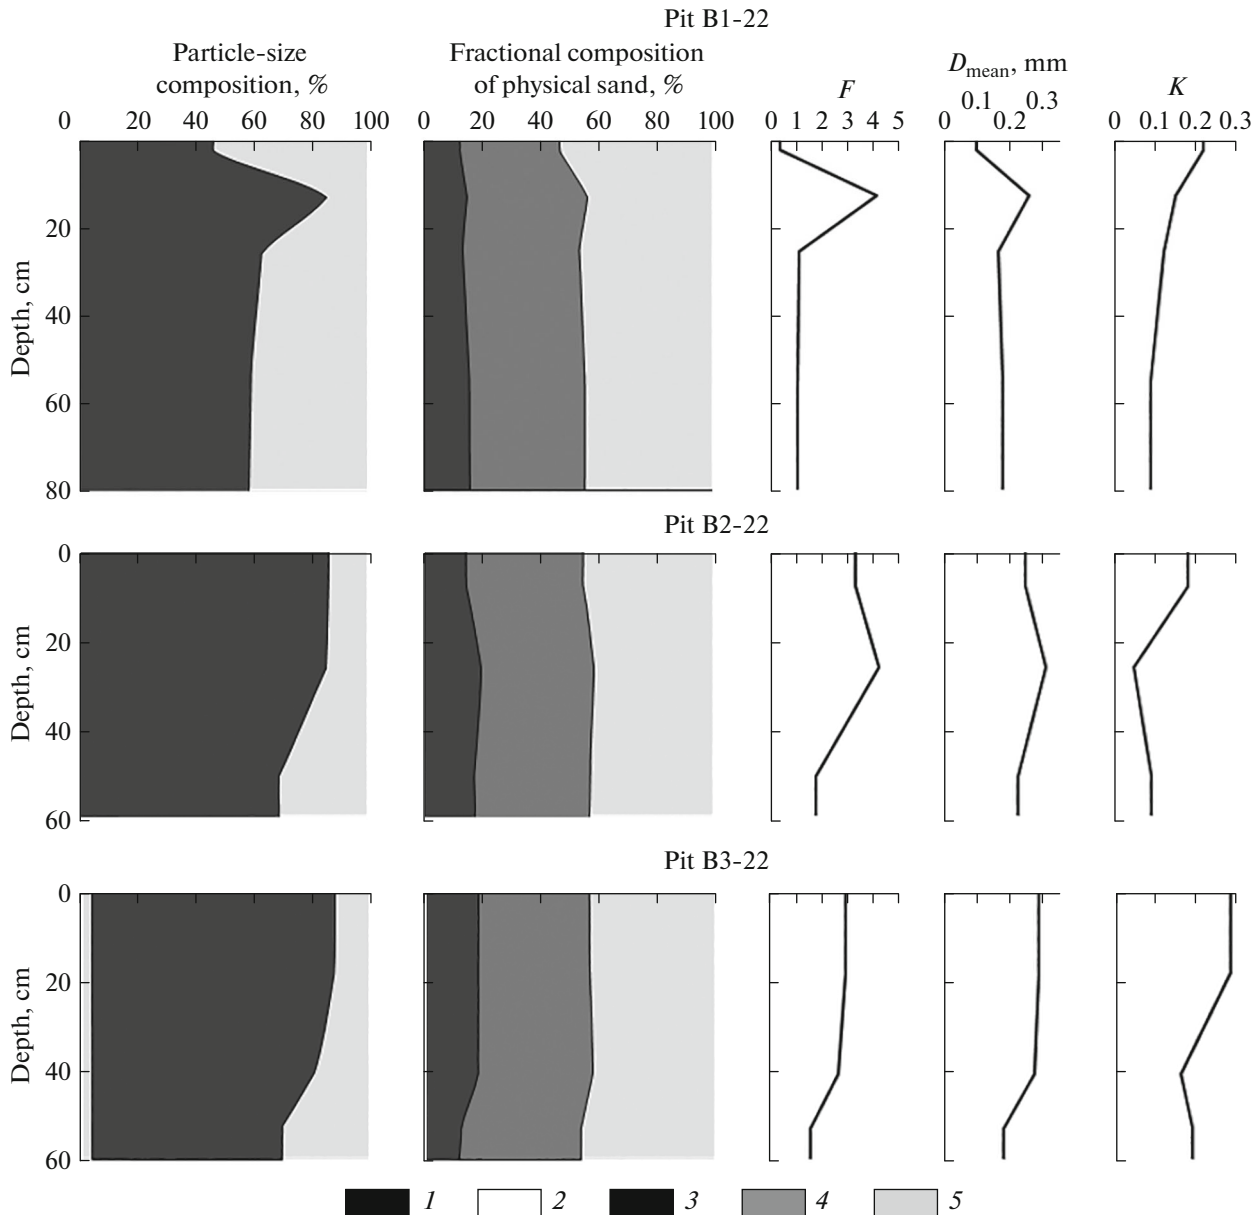 Pit B1-22
Particle-size
composition, %
Fractional composition
of physical sand, %
F
D_mean, mm
K
0.1 0.3
0 20 40 60 80 100
0 20 40 60 80 100
0 1 2 3 4 5
0 0.2
0 0.1 0.2 0.3
Depth, cm
20
40
60
80
Pit B2-22
Depth, cm
0
20
40
60
Pit B3-22
Depth, cm
0
20
40
60
1 2 3 4 5